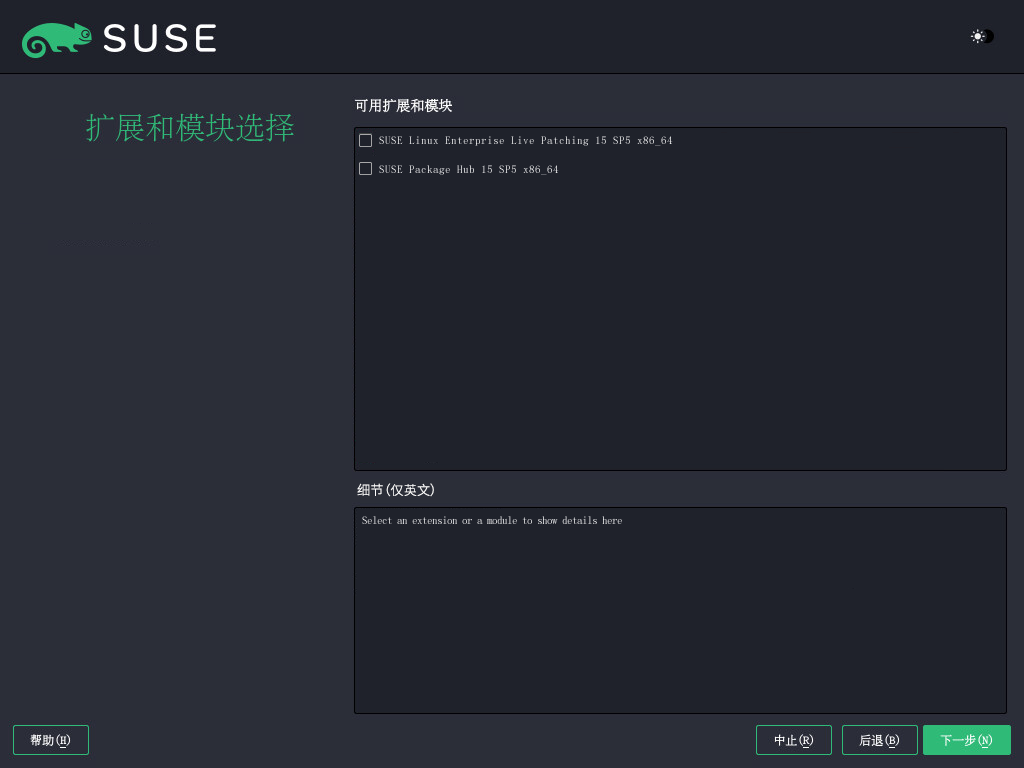 SUSE
扩展和模块选择
可用扩展和模块
SUSE Linux Enterprise Live Patching 15 SP5 x86_64
SUSE Package Hub 15 SP5 x86_64
细节(仅英文)
Select an extension or a module to show details here
帮助(H)
中止(R)
后退(B)
下一步(N)